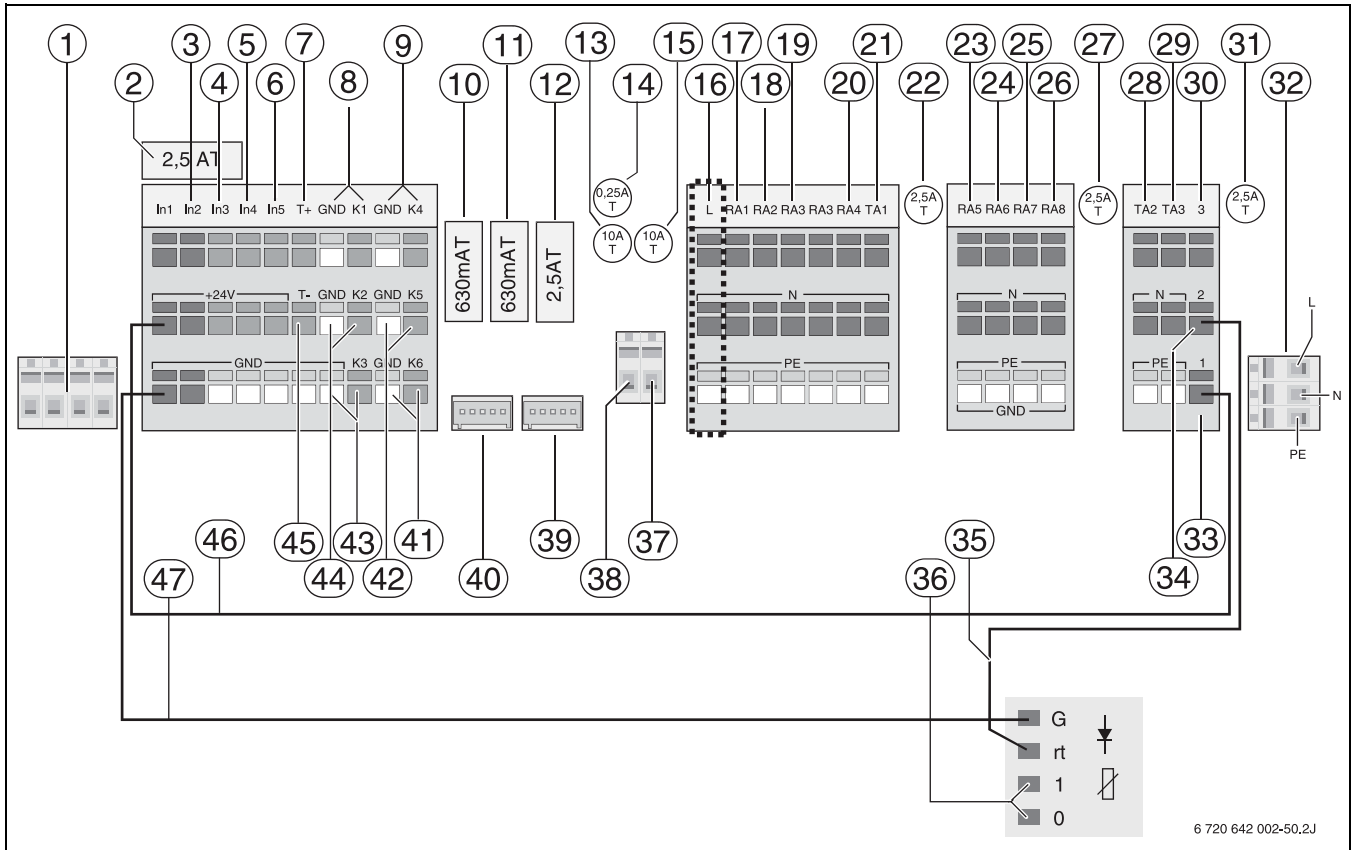 1 3 5 7 9 11 13 15 17 19 21 23 25 27 29 31
2 4 6 8 10 12 14 16 18 20 22 24 26 28 30 32
2,5 AT
0,25A T
In1 In2 In3 In4 In5 T+ GND K1 GND K4
630mAT 630mAT 2,5AT
10A T 10A T
L RA1 RA2 RA3 RA3 RA4 TA1
2,5A T
RA5 RA6 RA7 RA8
2,5A T
TA2 TA3 3
2,5A T
+24V T- GND K2 GND K5
N
N
N 2
L
GND K3 GND K6
PE
PE
PE 1
N
GND
PE
46 45 43 41 39 37 35 33
47 44 42 40 38 36 34
G
rt
1
0
6 720 642 002-50.2J